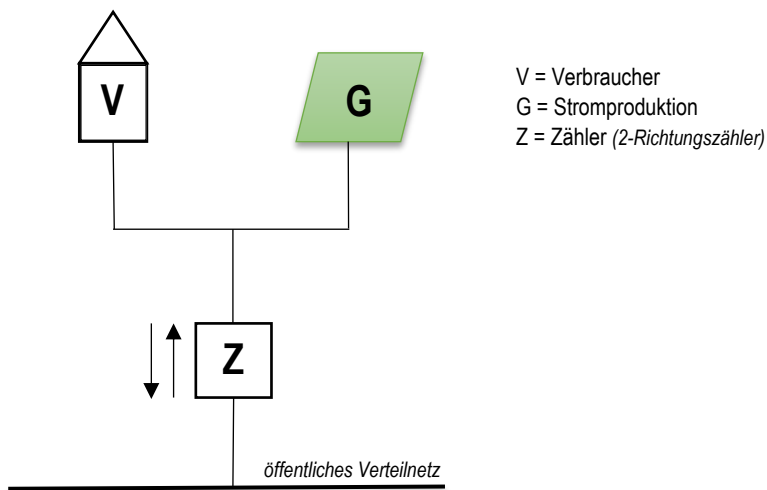 V
G
V = Verbraucher
G = Stromproduktion
Z = Zähler (2-Richtungszähler)
Z
öffentliches Verteilnetz